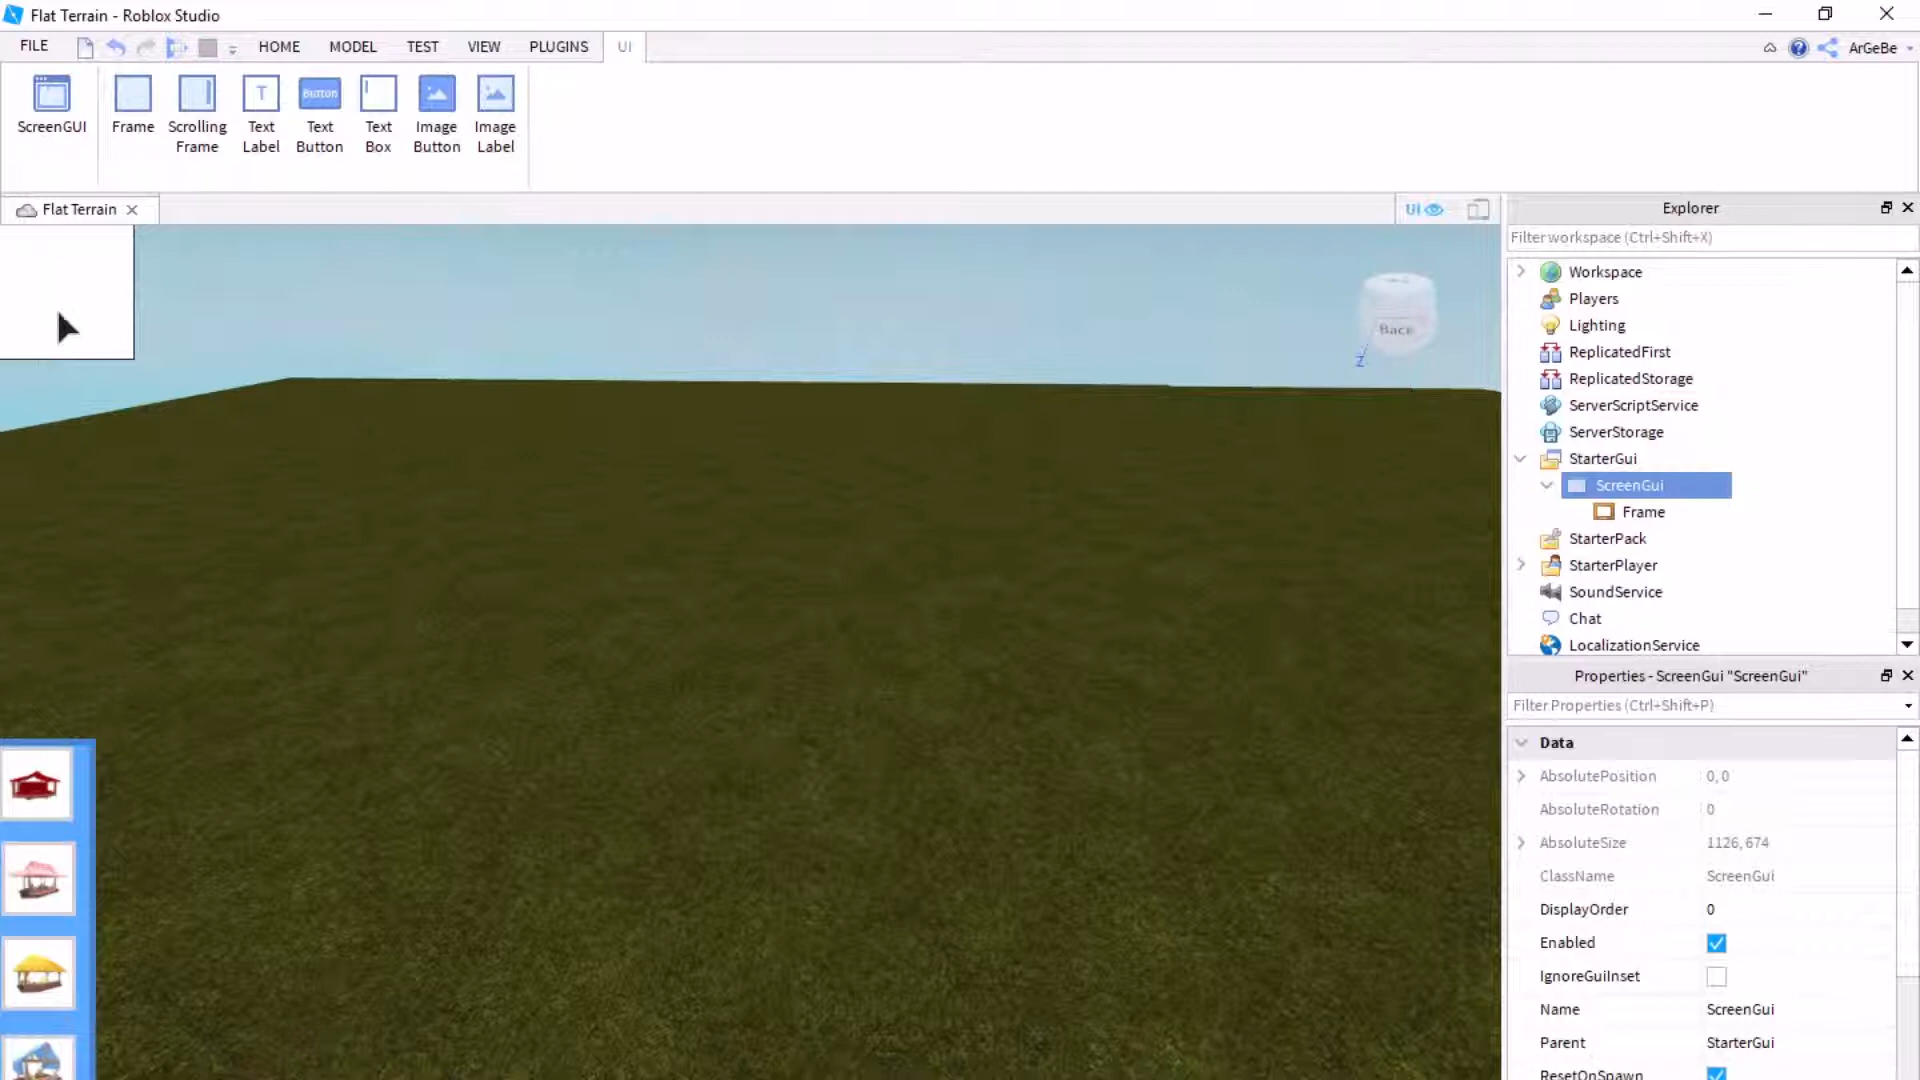 Flat Terrain - Roblox Studio
FILE HOME MODEL TEST VIEW PLUGINS UI ArGeBe
Button
T
ScreenGUI Frame Scrolling Frame Text Label Text Button Text Box Image Button Image Label
Flat Terrain
UI
Explorer
Filter workspace (Ctrl+Shift+X)
Workspace
Players
Lighting
ReplicatedFirst
ReplicatedStorage
ServerScriptService
ServerStorage
StarterGui
ScreenGui
Frame
StarterPack
StarterPlayer
SoundService
Chat
LocalizationService
Back
Z
Properties - ScreenGui "ScreenGui"
Filter Properties (Ctrl+Shift+P)
Data
AbsolutePosition 0, 0
AbsoluteRotation 0
AbsoluteSize 1126, 674
ClassName ScreenGui
DisplayOrder 0
Enabled
IgnoreGuiInset
Name ScreenGui
Parent StarterGui
ResetOnSpawn